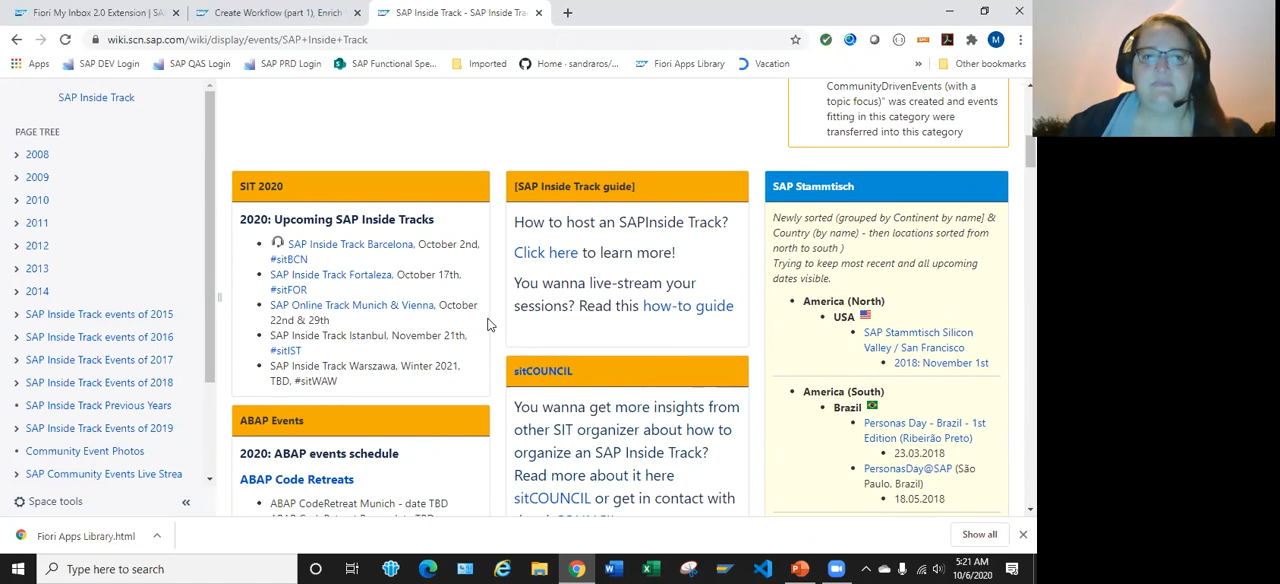 Fiori My Inbox 2.0 Extension | SA
Create Workflow (part 1), Enrich
SAP Inside Track - SAP Inside Tra
wiki.scn.sap.com/wiki/display/events/SAP+Inside+Track
M
Apps
SAP DEV Login
SAP QAS Login
SAP PRD Login
SAP Functional Spe...
Imported
Home - sandraros/...
Fiori Apps Library
Vacation
»
Other bookmarks
SAP Inside Track
PAGE TREE
2008
2009
2010
2011
2012
2013
2014
SAP Inside Track events of 2015
SAP Inside Track Events of 2016
SAP Inside Track Events of 2017
SAP Inside Track Events of 2018
SAP Inside Track Previous Years
SAP Inside Track Events of 2019
Community Event Photos
SAP Community Events Live Strea
Space tools
«
CommunityDrivenEvents (with a
topic focus)" was created and events
fitting in this category were
transferred into this category
SIT 2020
2020: Upcoming SAP Inside Tracks
SAP Inside Track Barcelona, October 2nd,
#sitBCN
SAP Inside Track Fortaleza, October 17th,
#sitFOR
SAP Online Track Munich & Vienna, October
22nd & 29th
SAP Inside Track Istanbul, November 21th,
#sitIST
SAP Inside Track Warszawa, Winter 2021,
TBD, #sitWAW
ABAP Events
2020: ABAP events schedule
ABAP Code Retreats
ABAP CodeRetreat Munich - date TBD
[SAP Inside Track guide]
How to host an SAPInside Track?
Click here to learn more!
You wanna live-stream your
sessions? Read this how-to guide
sitCOUNCIL
You wanna get more insights from
other SIT organizer about how to
organize an SAP Inside Track?
Read more about it here
sitCOUNCIL or get in contact with
SAP Stammtisch
Newly sorted (grouped by Continent by name] &
Country (by name) - then locations sorted from
north to south )
Trying to keep most recent and all upcoming
dates visible.
America (North)
USA
SAP Stammtisch Silicon
Valley / San Francisco
2018: November 1st
America (South)
Brazil
Personas Day - Brazil - 1st
Edition (Ribeirão Preto)
23.03.2018
PersonasDay@SAP (São
Paulo, Brazil)
18.05.2018
Fiori Apps Library.html
Show all
Type here to search
5:21 AM
10/6/2020